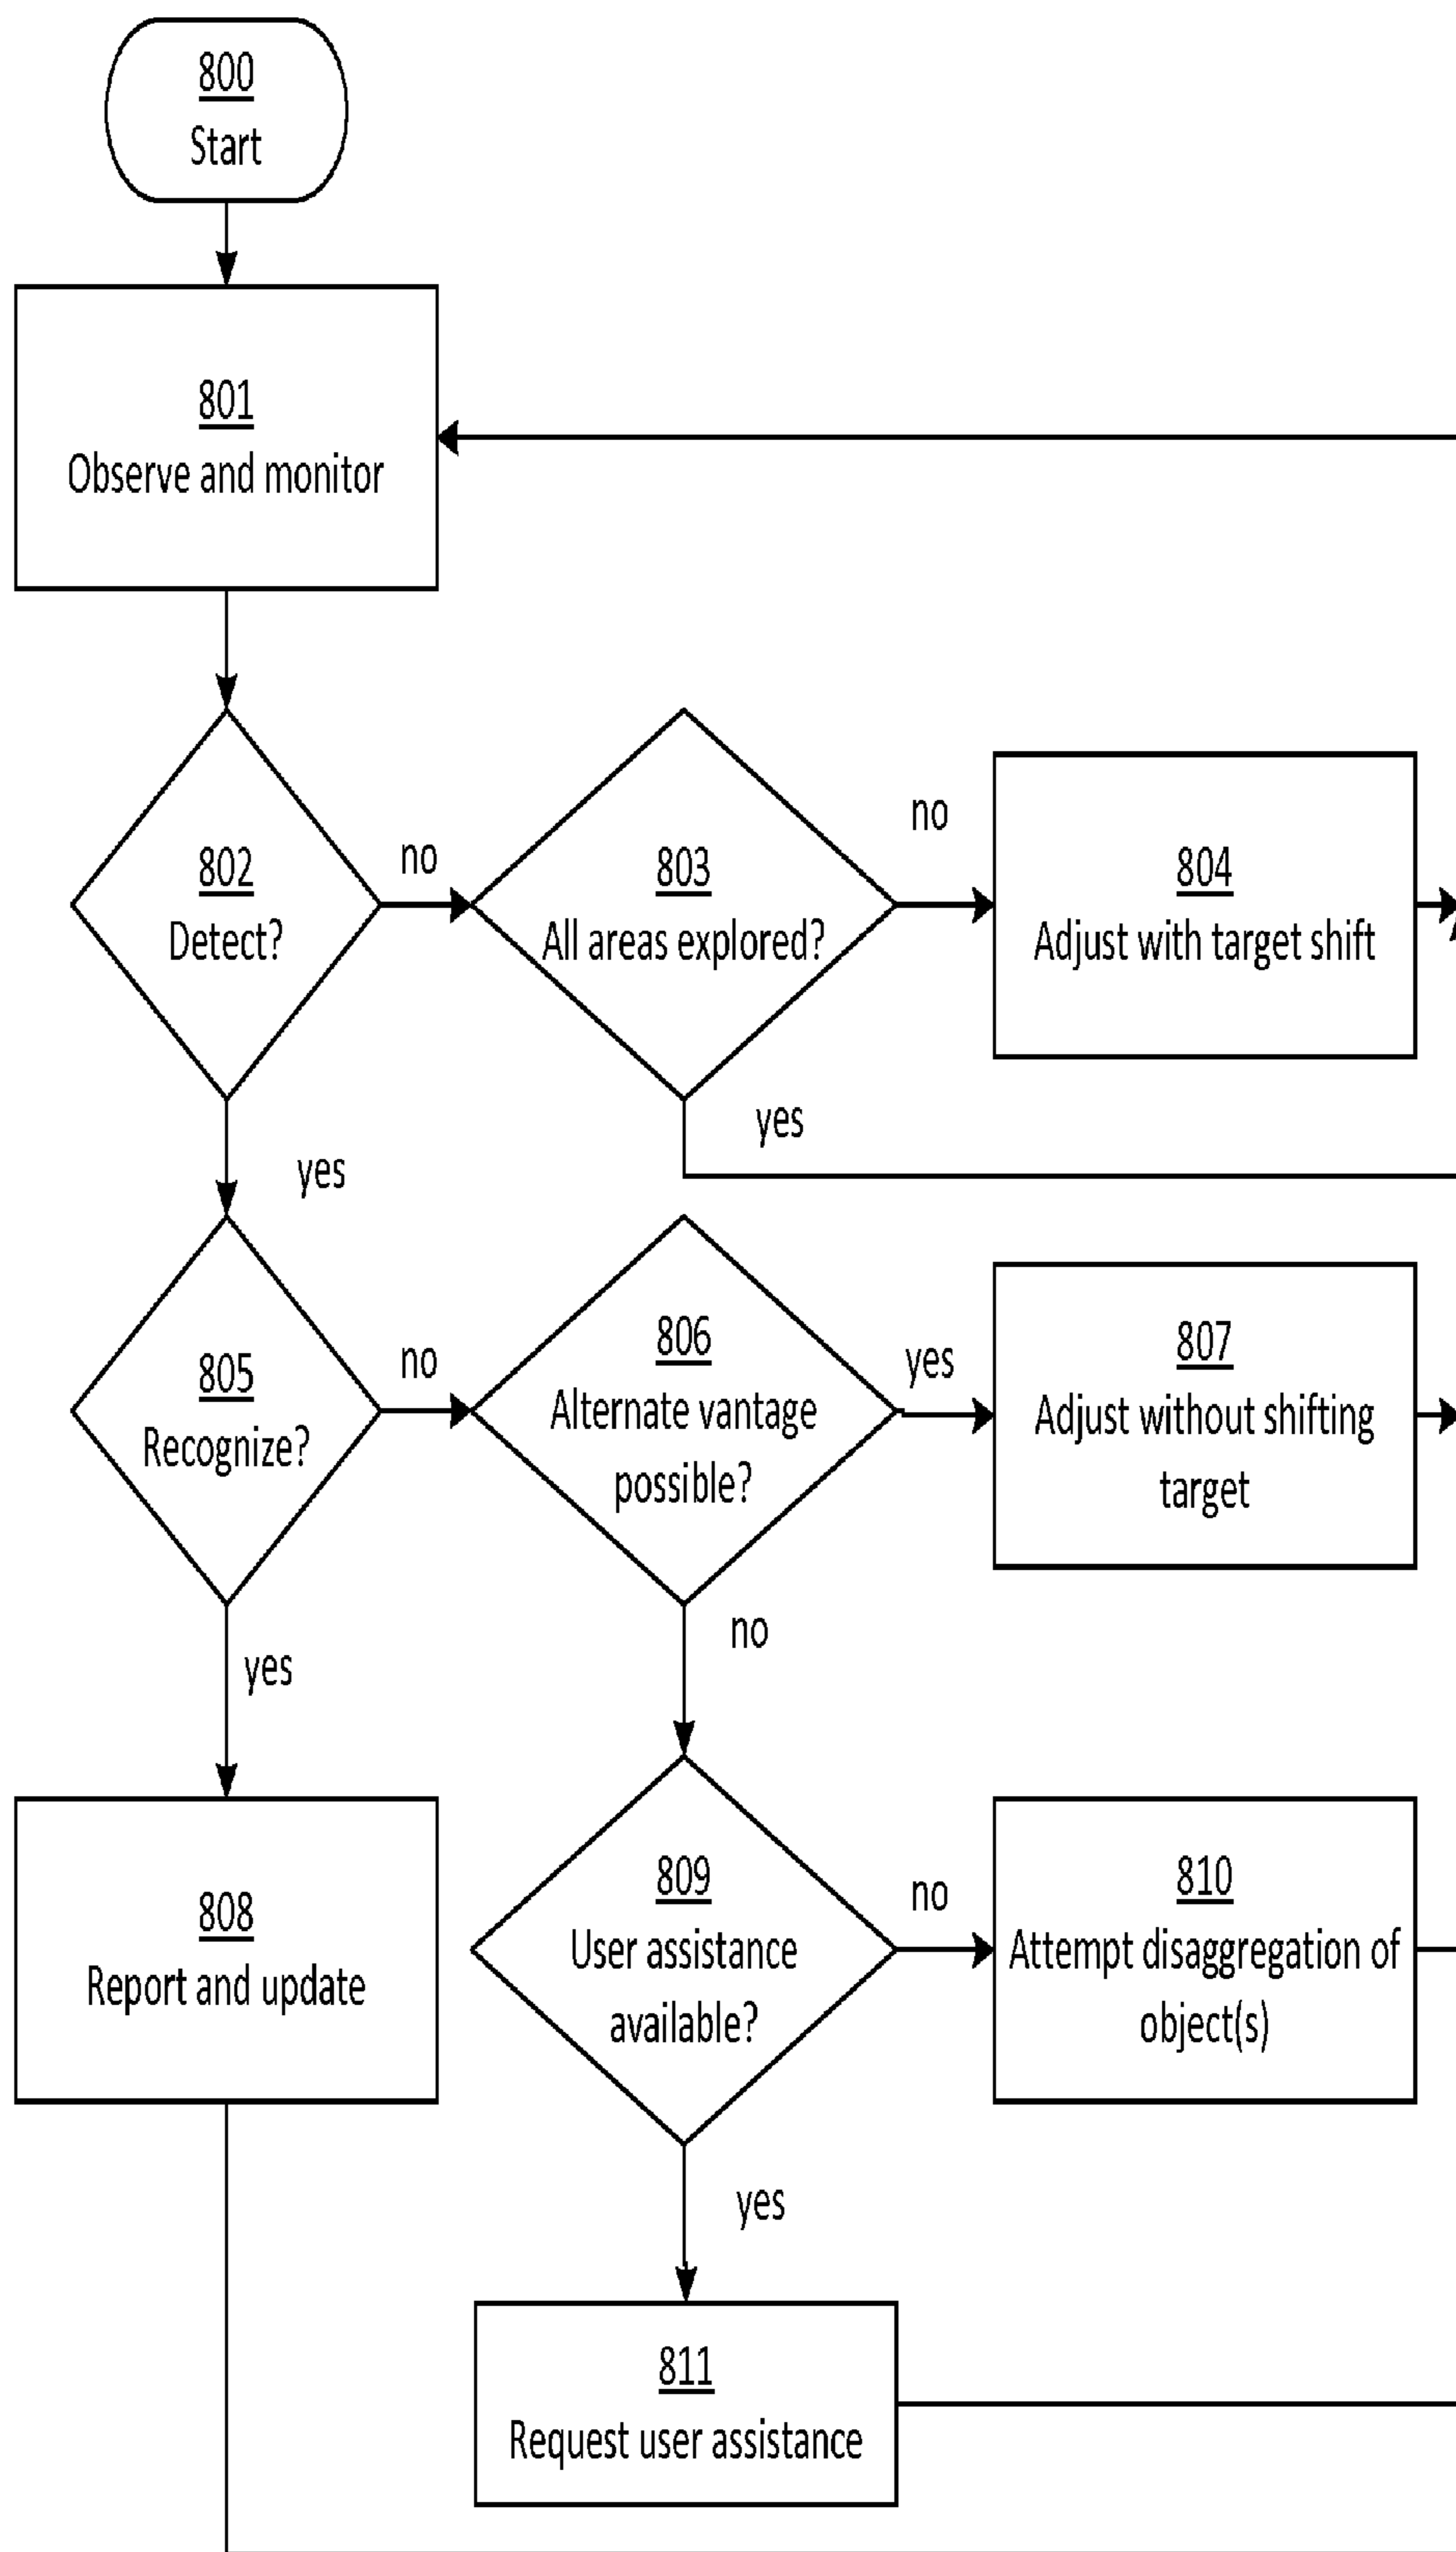 800
Start
801
Observe and monitor
802
Detect?
no
803
All areas explored?
no
804
Adjust with target shift
yes
yes
805
Recognize?
no
806
Alternate vantage
possible?
yes
807
Adjust without shifting
target
no
yes
808
Report and update
809
User assistance
available?
no
810
Attempt disaggregation of
object(s)
yes
811
Request user assistance